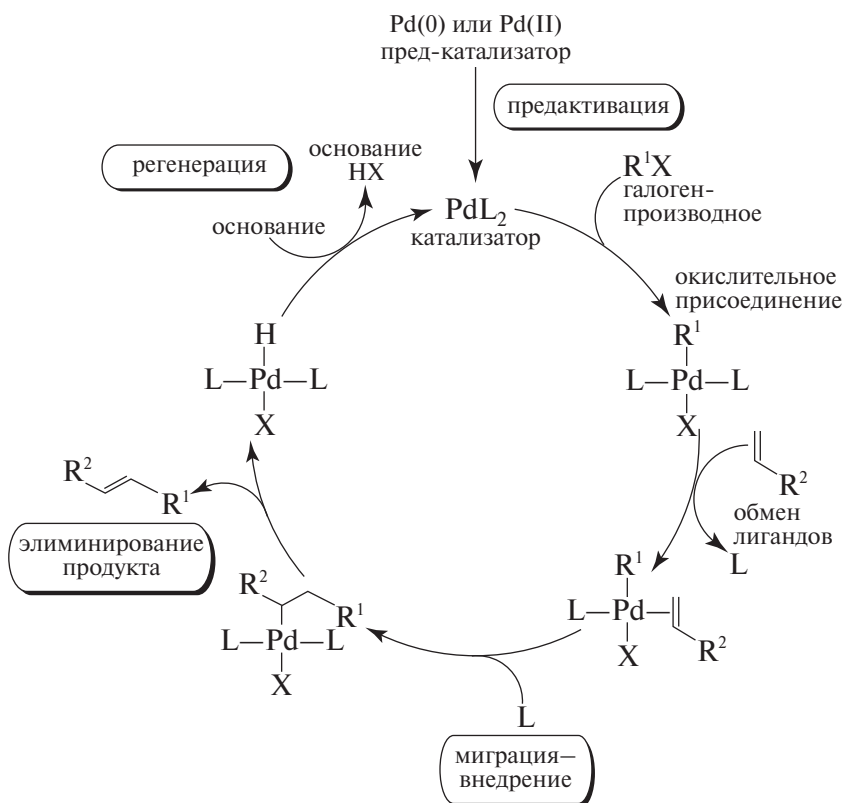 Pd(0) или Pd(II)
пред-катализатор
предактивация
регенерация
основание
HX
R¹X
галоген-
производное
основание
PdL₂
катализатор
окислительное
присоединение
H
L—Pd—L
X
R¹
L—Pd—L
X
R²
R¹
R²
обмен
лигандов
L
элиминирование
продукта
R²
R¹
L—Pd—L
X
R¹
L—Pd
X
R²
L
миграция–
внедрение